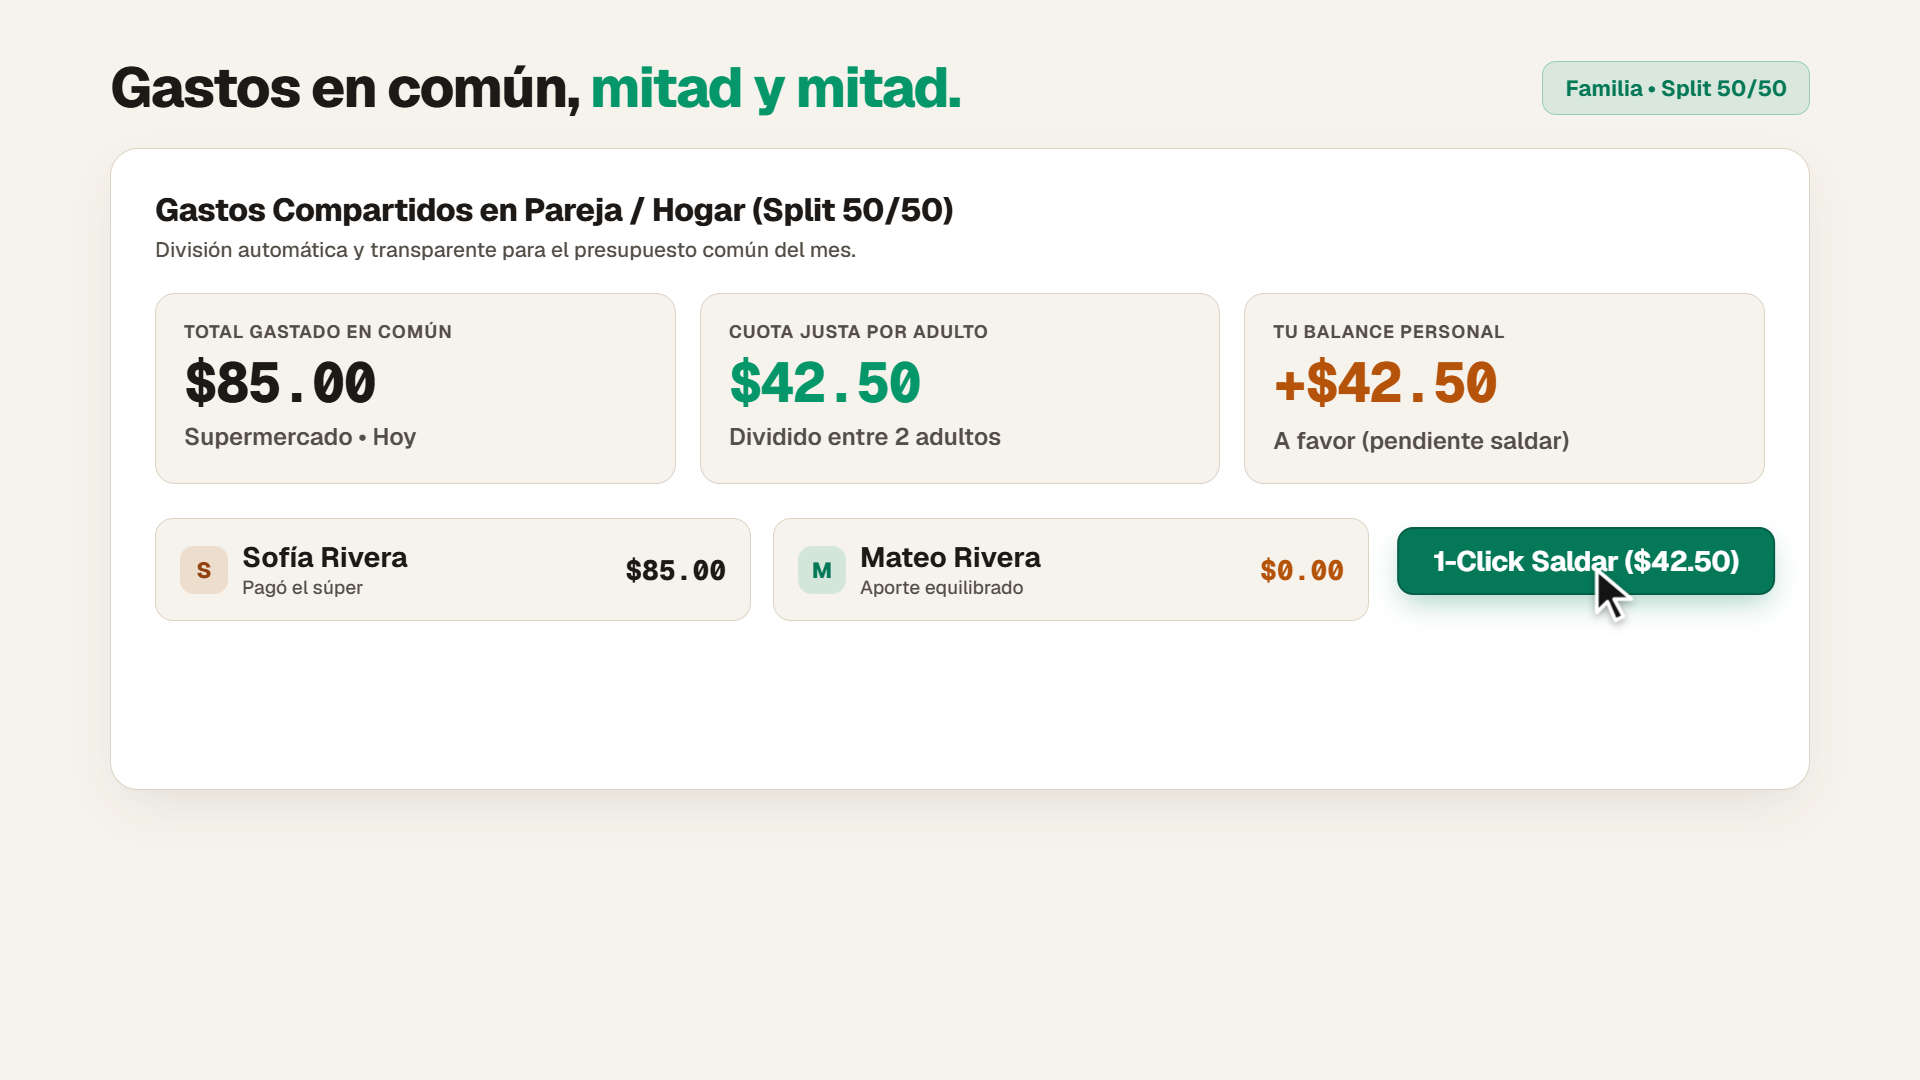 Gastos en común, mitad y mitad.
Familia • Split 50/50
Gastos Compartidos en Pareja / Hogar (Split 50/50)
División automática y transparente para el presupuesto común del mes.
TOTAL GASTADO EN COMÚN
$85.00
Supermercado • Hoy
CUOTA JUSTA POR ADULTO
$42.50
Dividido entre 2 adultos
TU BALANCE PERSONAL
+$42.50
A favor (pendiente saldar)
S
Sofía Rivera
Pagó el súper
$85.00
M
Mateo Rivera
Aporte equilibrado
$0.00
1-Click Saldar ($42.50)